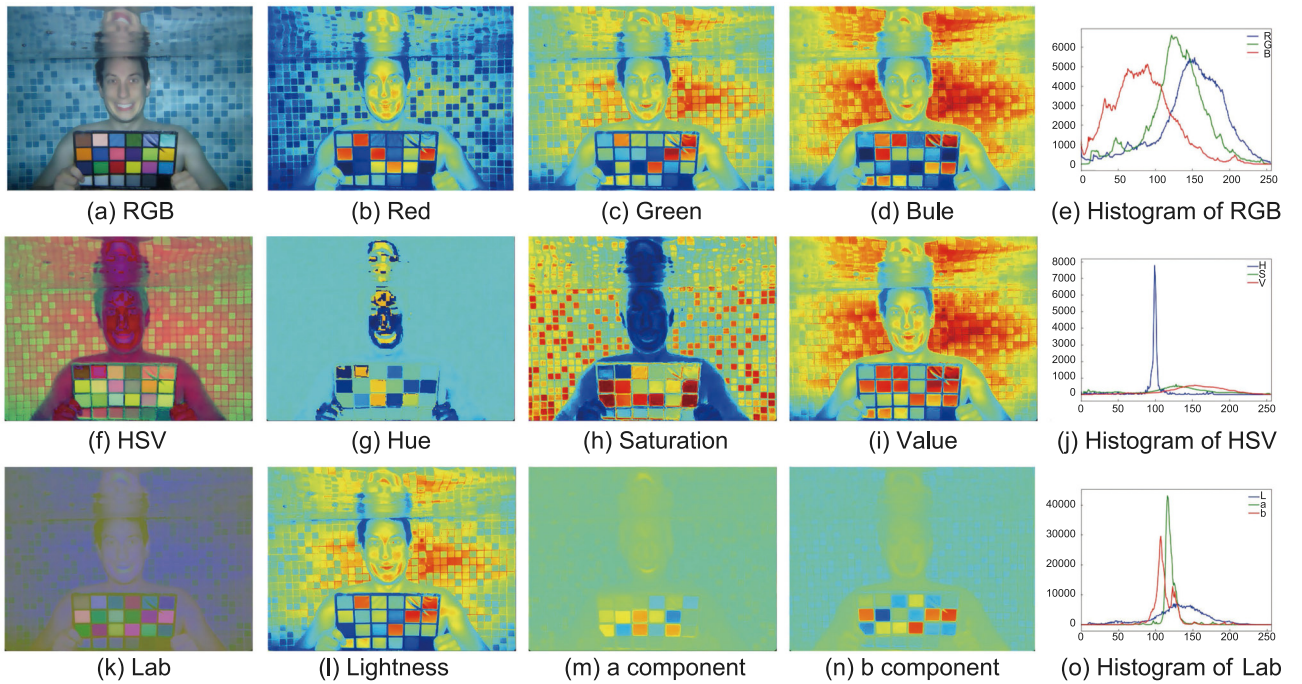 6000
5000
4000
3000
2000
1000
0
0 50 100 150 200 250
R
G
B
(a) RGB
(b) Red
(c) Green
(d) Bule
(e) Histogram of RGB
8000
7000
6000
5000
4000
3000
2000
1000
0
0 50 100 150 200 250
H
S
V
(f) HSV
(g) Hue
(h) Saturation
(i) Value
(j) Histogram of HSV
40000
30000
20000
10000
0
0 50 100 150 200 250
L
a
b
(k) Lab
(l) Lightness
(m) a component
(n) b component
(o) Histogram of Lab